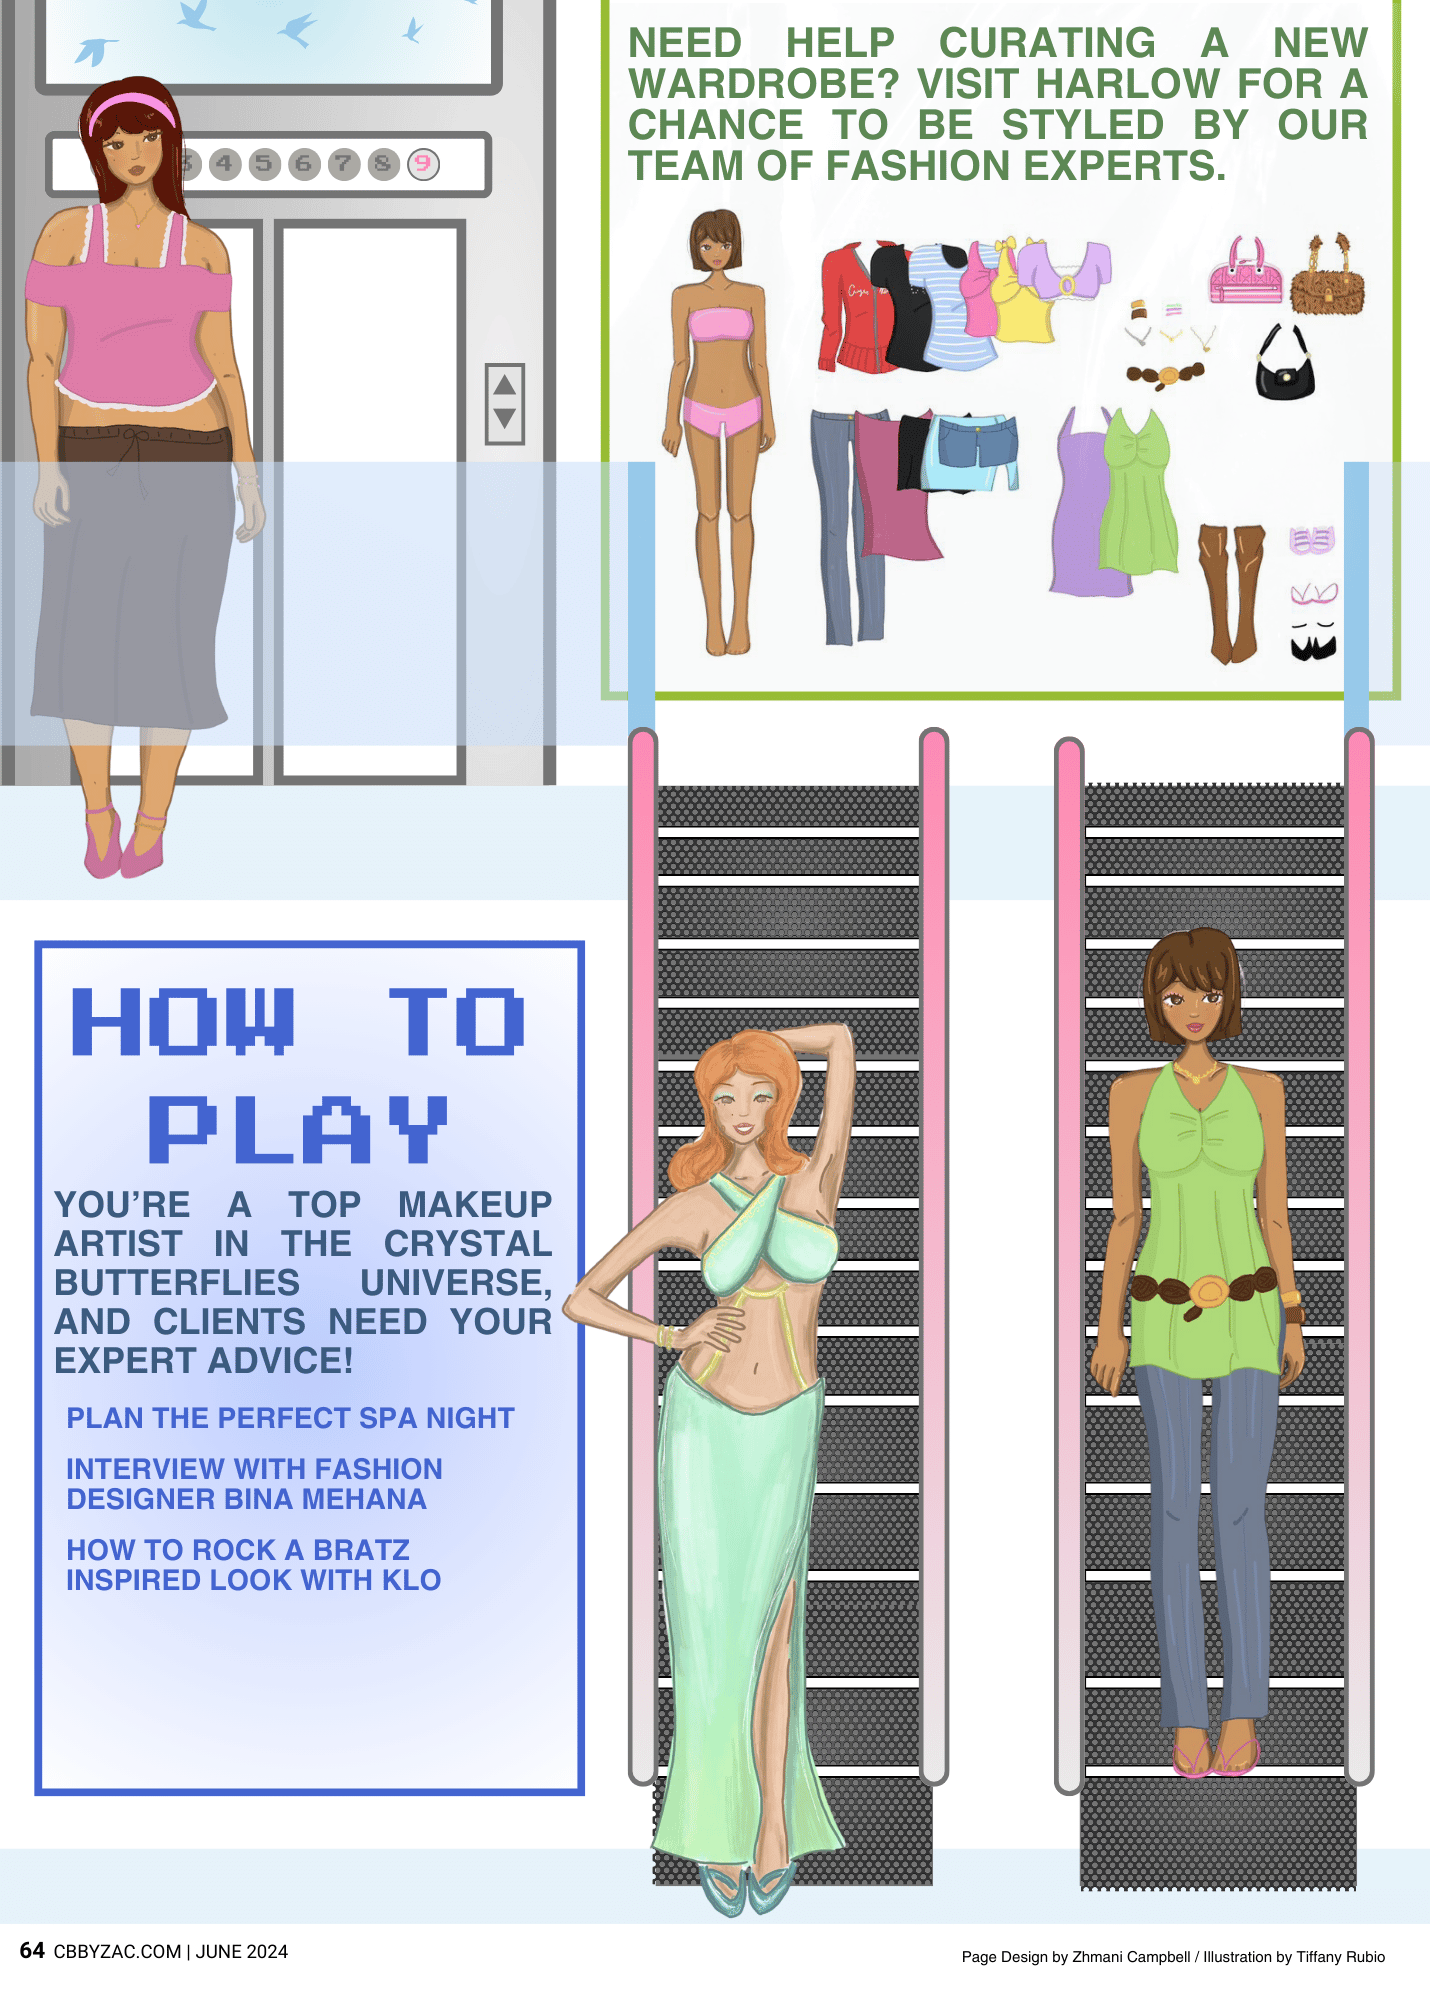 NEED HELP CURATING A NEW
WARDROBE? VISIT HARLOW FOR A
CHANCE TO BE STYLED BY OUR
TEAM OF FASHION EXPERTS.
3 4 5 6 7 8 9
HOW TO
PLAY
YOU’RE A TOP MAKEUP
ARTIST IN THE CRYSTAL
BUTTERFLIES UNIVERSE,
AND CLIENTS NEED YOUR
EXPERT ADVICE!
PLAN THE PERFECT SPA NIGHT
INTERVIEW WITH FASHION
DESIGNER BINA MEHANA
HOW TO ROCK A BRATZ
INSPIRED LOOK WITH KLO
64 CBBYZAC.COM | JUNE 2024
Page Design by Zhmani Campbell / Illustration by Tiffany Rubio